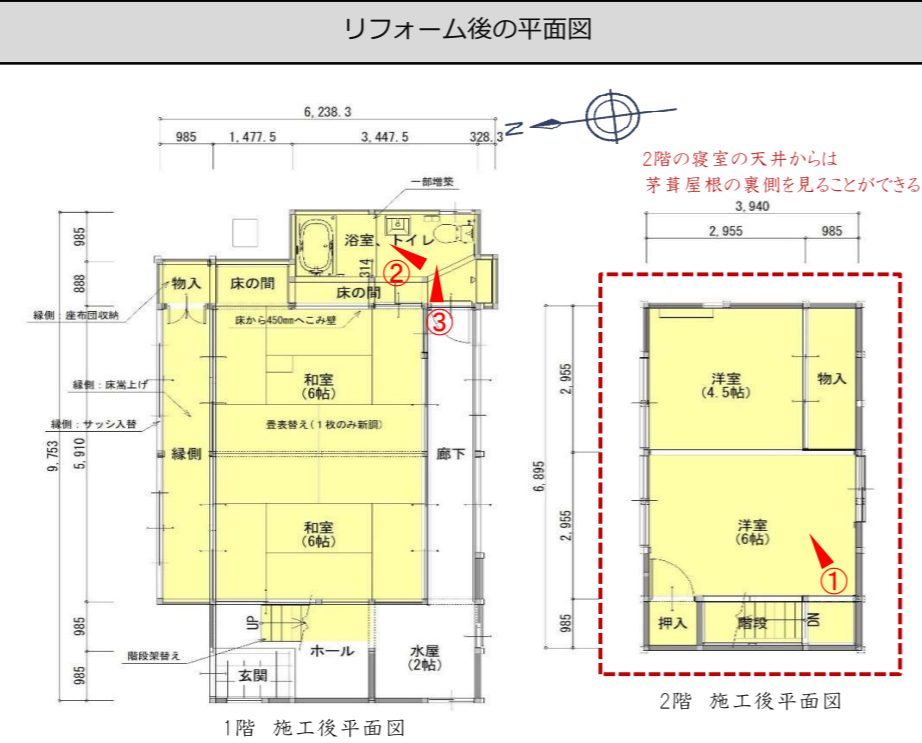 リフォーム後の平面図
6,238.3
985
1,477.5
3,447.5
328.3
N
2階の寝室の天井からは
茅葺屋根の裏側を見ることができる
3,940
2,955
985
一部増築
985
888
9,753
5,910
985
985
浴室、トイレ
314
②
③
物入
床の間
床の間
縁側：座布団収納
床から450mmへこみ壁
縁側：床嵩上げ
和室
(6帖)
縁側：サッシ入替
畳表替え(1枚のみ新調)
縁側
廊下
和室
(6帖)
UP
ホール
水屋
(2帖)
階段架替え
玄関
1階 施工後平面図
6,895
2,955
2,955
985
洋室
(4.5帖)
物入
洋室
(6帖)
①
押入
階段
DN
2階 施工後平面図